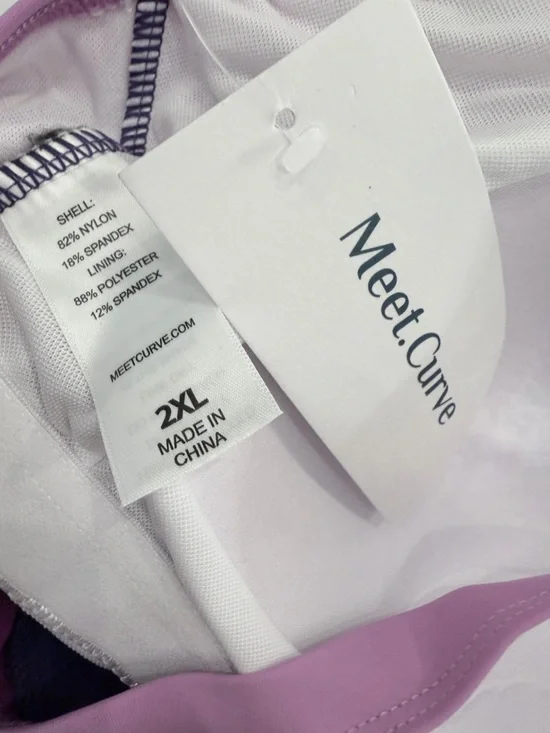 SHELL:
82% NYLON
18% SPANDEX
LINING:
88% POLYESTER
12% SPANDEX
MEETCURVE.COM
2XL
MADE IN
CHINA
Meet.Curve